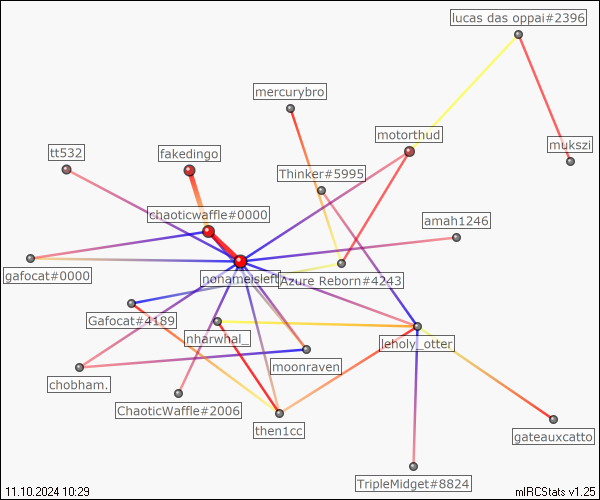 lucas das oppai#2396
mercurybro
motorthud
mukszi
tt532
fakedingo
Thinker#5995
chaoticwaffle#0000
amah1246
gafocat#0000
nonameisleft
Azure Reborn#4243
Gafocat#4189
nharwhal_
leholy_otter
moonraven
chobham.
ChaoticWaffle#2006
then1cc
gateauxcatto
TripleMidget#8824
11.10.2024 10:29
mIRCStats v1.25